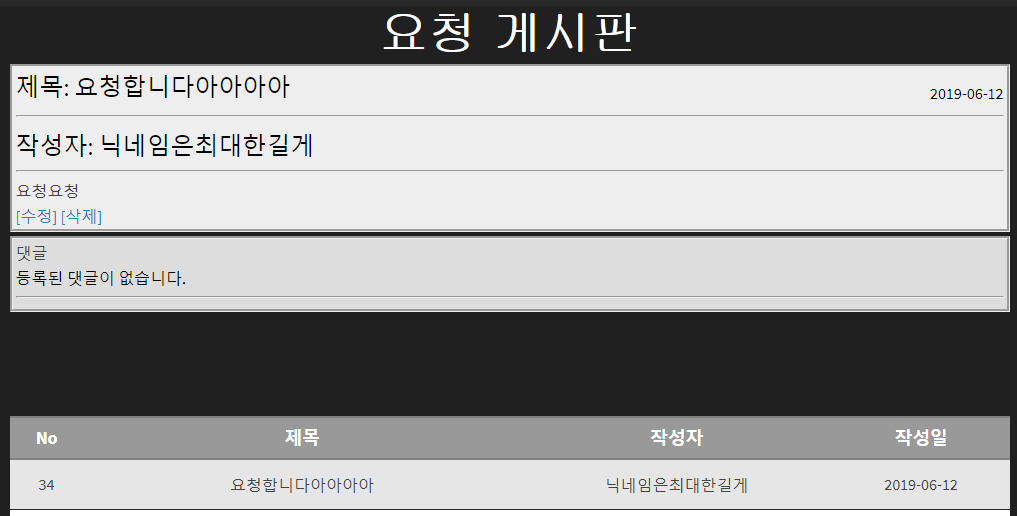 요청 게시판
제목: 요청합니다아아아아
2019-06-12
작성자: 닉네임은최대한길게
요청요청
[수정] [삭제]
댓글
등록된 댓글이 없습니다.
No 제목 작성자 작성일
34 요청합니다아아아아 닉네임은최대한길게 2019-06-12